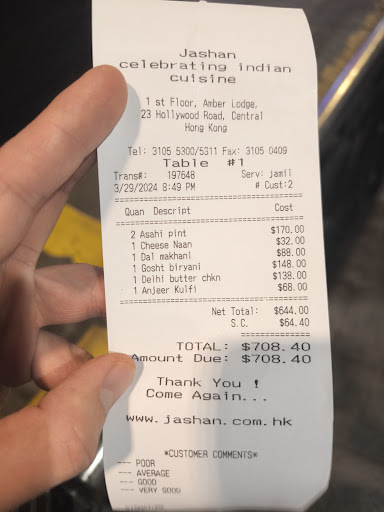 Jashan
celebrating indian
cuisine
1 st Floor, Amber Lodge,
23 Hollywood Road, Central
Hong Kong
Tel: 3105 5300/5311 Fax: 3105 0409
Table #1
Trans#: 197648 Serv: jamil
3/29/2024 8:49 PM # Cust:2
Quan Descript Cost
2 Asahi pint $170.00
1 Cheese Naan $32.00
1 Dal makhani $88.00
1 Gosht biryani $148.00
1 Delhi butter chkn $138.00
1 Anjeer Kulfi $68.00
Net Total: $644.00
S.C. $64.40
TOTAL: $708.40
Amount Due: $708.40
Thank You !
Come Again...
www.jashan.com.hk
*CUSTOMER COMMENTS*
--- POOR
--- AVERAGE
--- GOOD
--- VERY GOOD